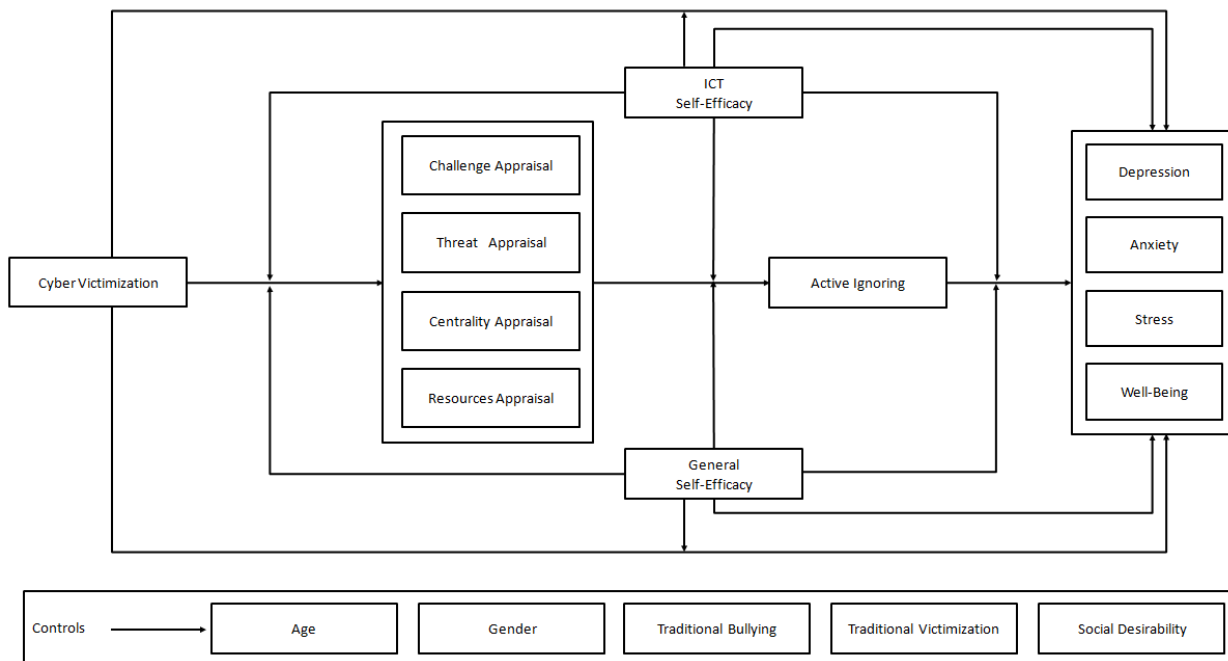 ICT
Self-Efficacy
Challenge Appraisal
Depression
Threat Appraisal
Anxiety
Cyber Victimization
Active Ignoring
Centrality Appraisal
Stress
Resources Appraisal
Well-Being
General
Self-Efficacy
Controls
Age
Gender
Traditional Bullying
Traditional Victimization
Social Desirability